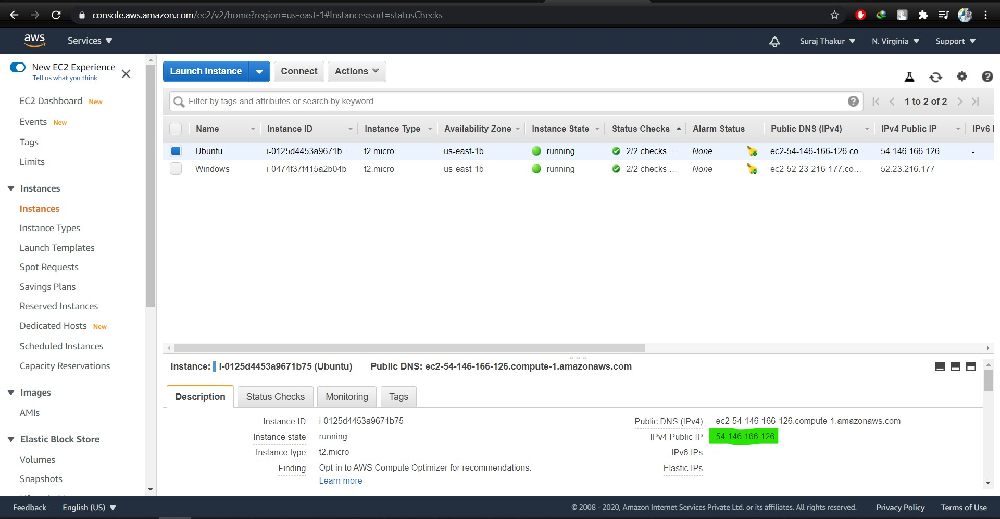 console.aws.amazon.com/ec2/v2/home?region=us-east-1#Instances:sort=statusChecks
aws Services Suraj Thakur N. Virginia Support
New EC2 Experience
Tell us what you think
EC2 Dashboard New
Events New
Tags
Limits
Instances
Instances
Instance Types
Launch Templates
Spot Requests
Savings Plans
Reserved Instances
Dedicated Hosts New
Scheduled Instances
Capacity Reservations
Images
AMIs
Elastic Block Store
Volumes
Snapshots
Launch Instance Connect Actions
Filter by tags and attributes or search by keyword 1 to 2 of 2
Name Instance ID Instance Type Availability Zone Instance State Status Checks Alarm Status Public DNS (IPv4) IPv4 Public IP IPv6
Ubuntu i-0125d4453a9671b... t2.micro us-east-1b running 2/2 checks ... None ec2-54-146-166-126.co... 54.146.166.126 -
Windows i-0474f37f415a2b04b t2.micro us-east-1b running 2/2 checks ... None ec2-52-23-216-177.co... 52.23.216.177 -
Instance: i-0125d4453a9671b75 (Ubuntu) Public DNS: ec2-54-146-166-126.compute-1.amazonaws.com
Description Status Checks Monitoring Tags
Instance ID i-0125d4453a9671b75 Public DNS (IPv4) ec2-54-146-166-126.compute-1.amazonaws.com
Instance state running IPv4 Public IP 54.146.166.126
Instance type t2.micro IPv6 IPs -
Finding Opt-in to AWS Compute Optimizer for recommendations. Elastic IPs
Learn more
Feedback English (US) © 2008 - 2020, Amazon Internet Services Private Ltd. or its affiliates. All rights reserved. Privacy Policy Terms of Use